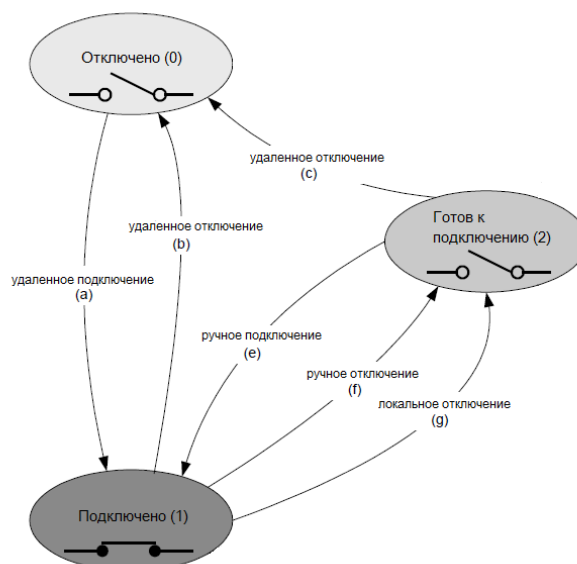 Отключено (0)
удаленное отключение
(c)
Готов к
подключению (2)
удаленное отключение
(b)
удаленное подключение
(a)
ручное подключение
(e)
ручное отключение
(f)
локальное отключение
(g)
Подключено (1)